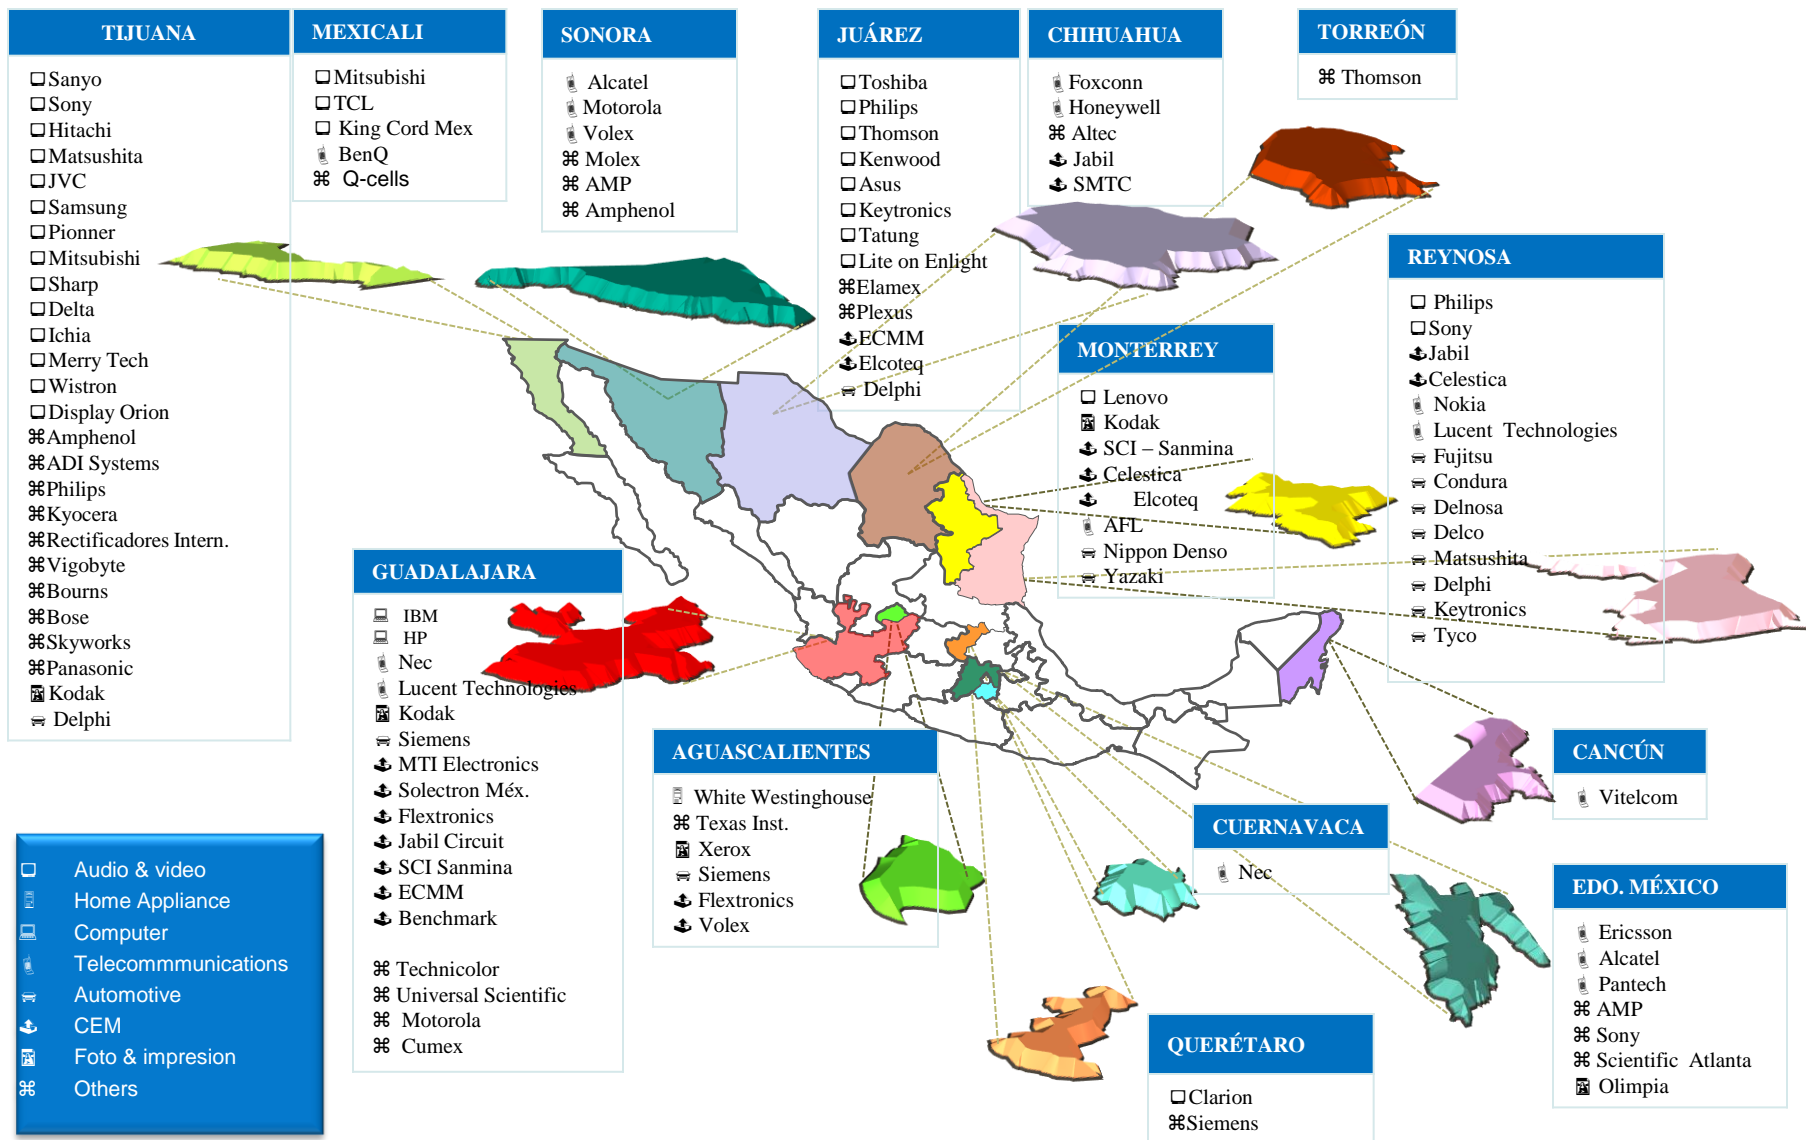 TIJUANA
Sanyo
Sony
Hitachi
Matsushita
JVC
Samsung
Pionner
Mitsubishi
Sharp
Delta
Ichia
Merry Tech
Wistron
Display Orion
Amphenol
ADI Systems
Philips
Kyocera
Rectificadores Intern.
Vigobyte
Bourns
Bose
Skyworks
Panasonic
Kodak
Delphi
MEXICALI
Mitsubishi
TCL
King Cord Mex
BenQ
Q-cells
SONORA
Alcatel
Motorola
Volex
Molex
AMP
Amphenol
JUÁREZ
Toshiba
Philips
Thomson
Kenwood
Asus
Keytronics
Tatung
Lite on Enlight
Elamex
Plexus
ECMM
Elcoteq
Delphi
CHIHUAHUA
Foxconn
Honeywell
Altec
Jabil
SMTC
TORREÓN
Thomson
REYNOSA
Philips
Sony
Jabil
Celestica
Nokia
Lucent Technologies
Fujitsu
Condura
Delnosa
Delco
Matsushita
Delphi
Keytronics
Tyco
MONTERREY
Lenovo
Kodak
SCI – Sanmina
Celestica
Elcoteq
AFL
Nippon Denso
Yazaki
GUADALAJARA
IBM
HP
Nec
Lucent Technologies
Kodak
Siemens
MTI Electronics
Solectron Méx.
Flextronics
Jabil Circuit
SCI Sanmina
ECMM
Benchmark
Technicolor
Universal Scientific
Motorola
Cumex
AGUASCALIENTES
White Westinghouse
Texas Inst.
Xerox
Siemens
Flextronics
Volex
CANCÚN
Vitelcom
CUERNAVACA
Nec
EDO. MÉXICO
Ericsson
Alcatel
Pantech
AMP
Sony
Scientific Atlanta
Olimpia
QUERÉTARO
Clarion
Siemens
Audio & video
Home Appliance
Computer
Telecommmunications
Automotive
CEM
Foto & impresion
Others